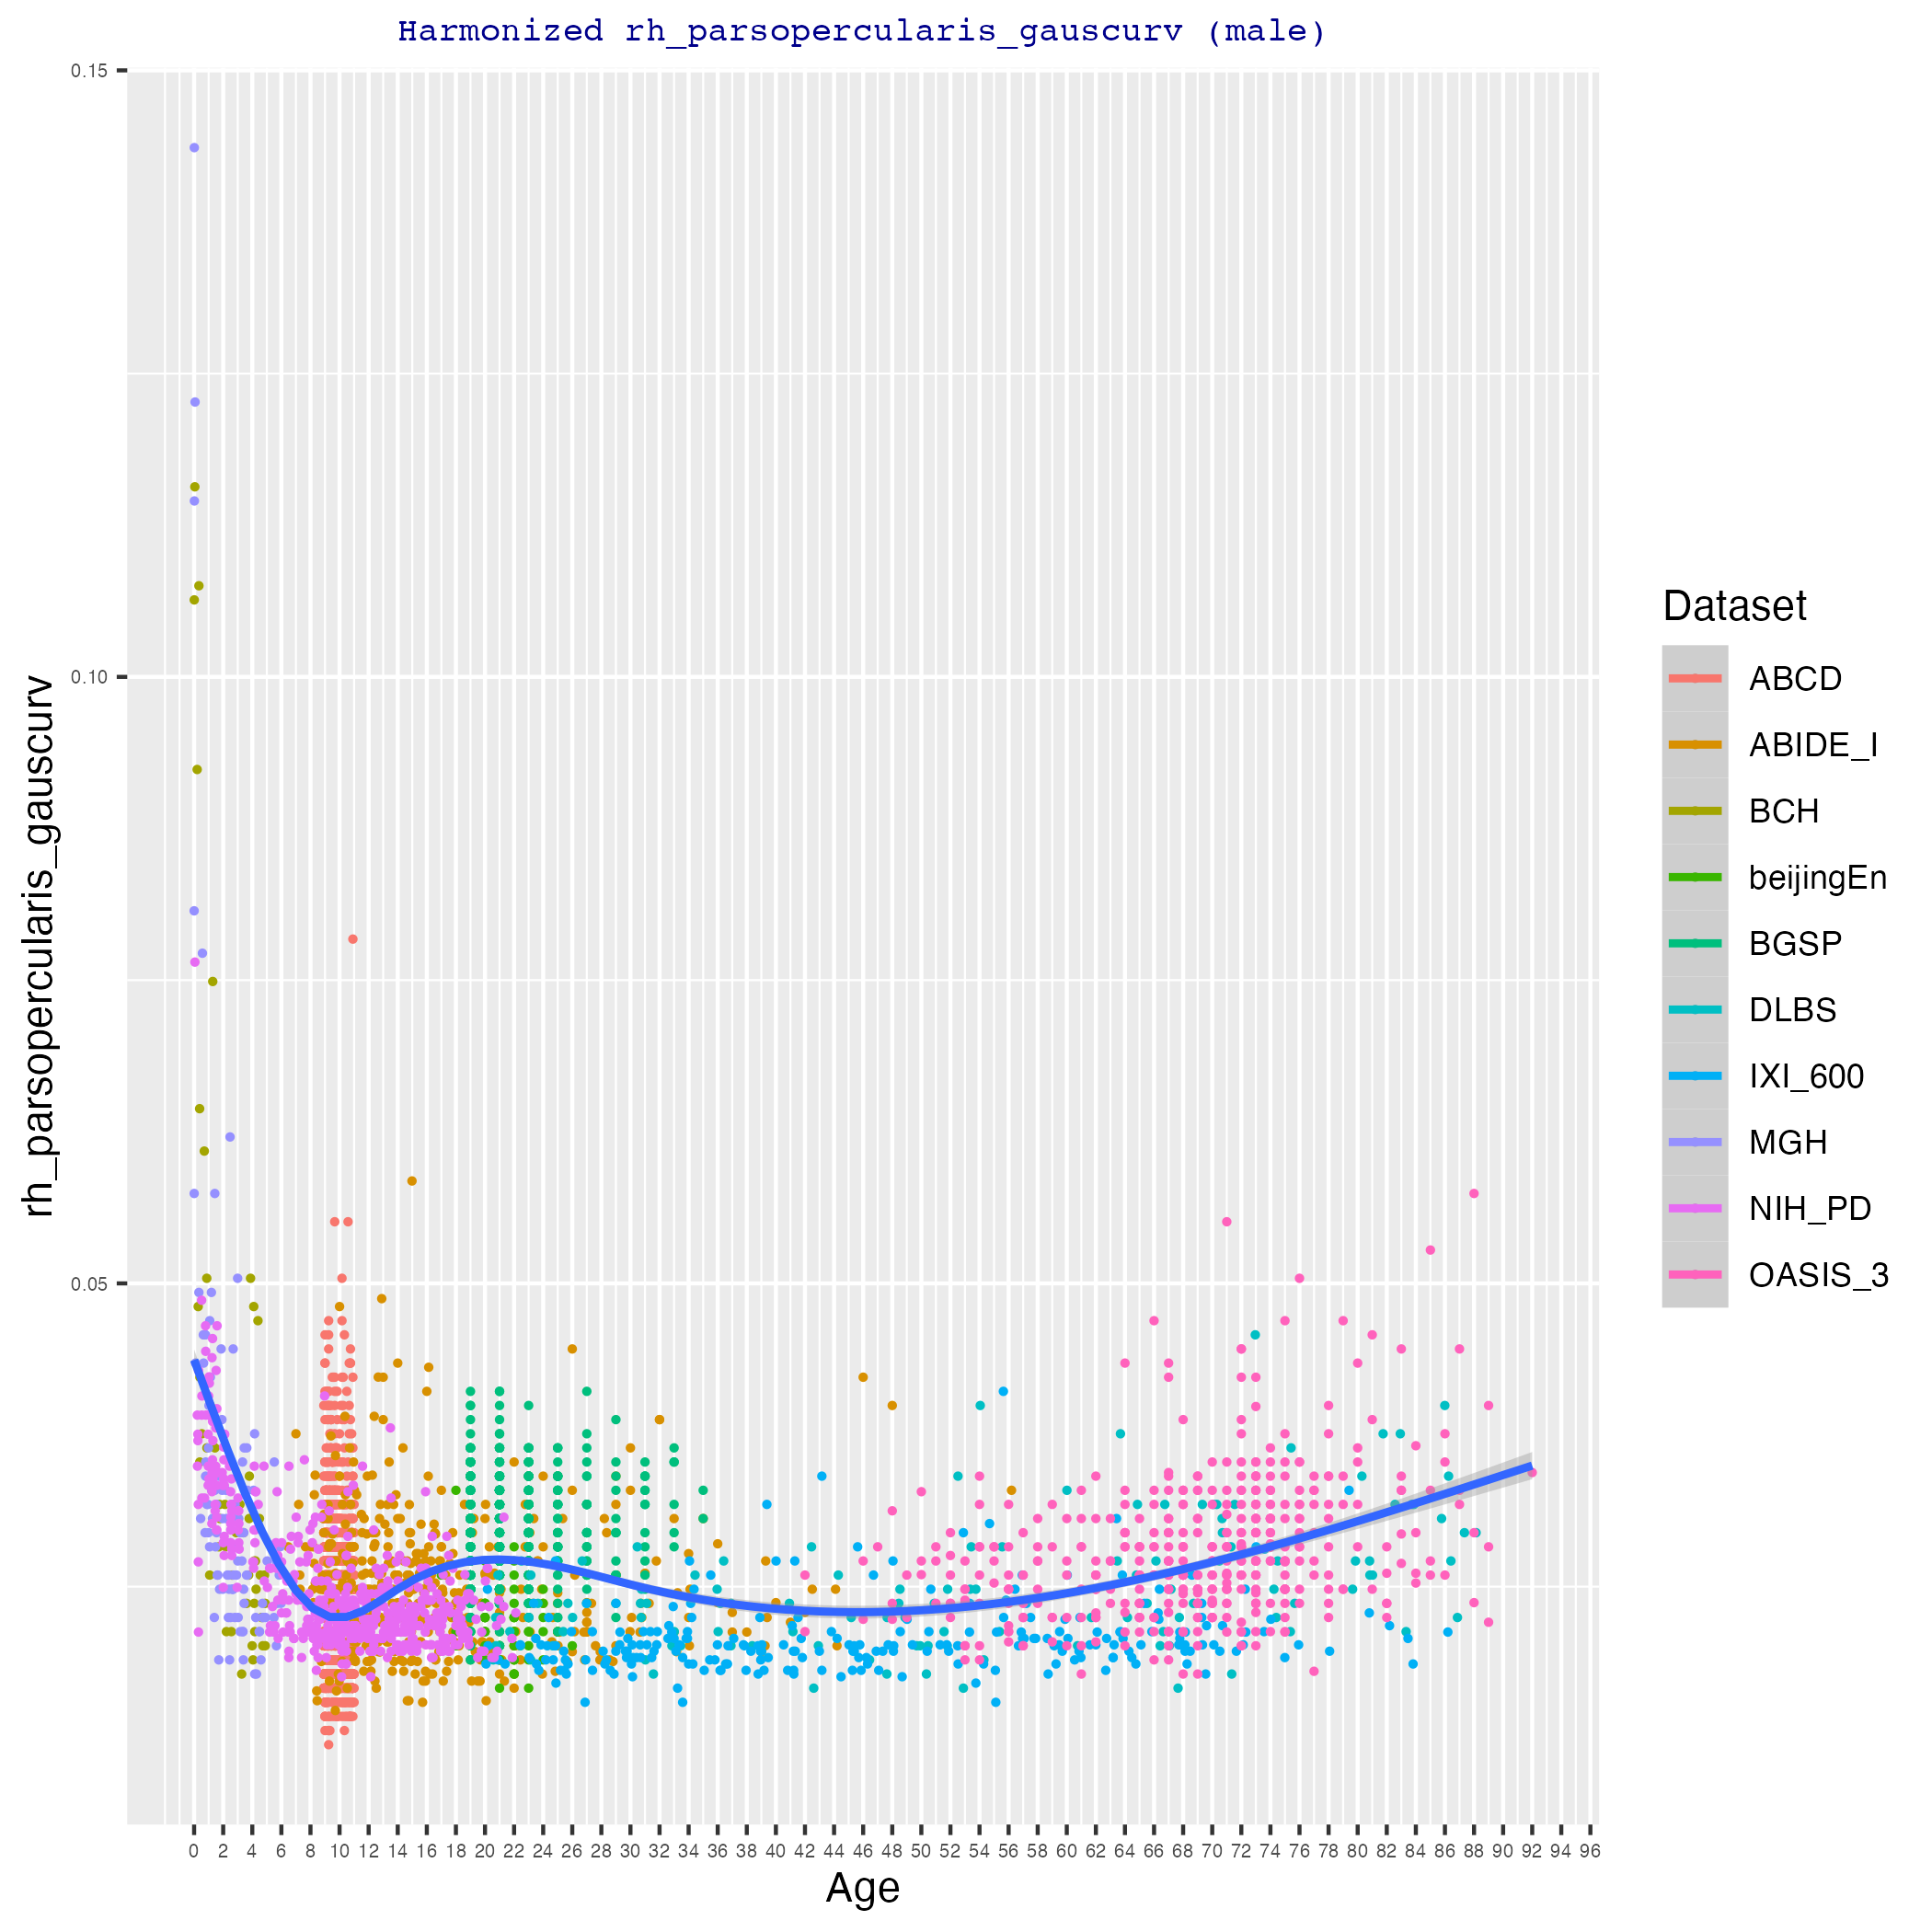 Harmonized rh_parsopercularis_gauscurv (male)
0.15
0.10
0.05
rh_parsopercularis_gauscurv
0 2 4 6 8 10 12 14 16 18 20 22 24 26 28 30 32 34 36 38 40 42 44 46 48 50 52 54 56 58 60 62 64 66 68 70 72 74 76 78 80 82 84 86 88 90 92 94 96
Age
Dataset
ABCD
ABIDE_I
BCH
beijingEn
BGSP
DLBS
IXI_600
MGH
NIH_PD
OASIS_3